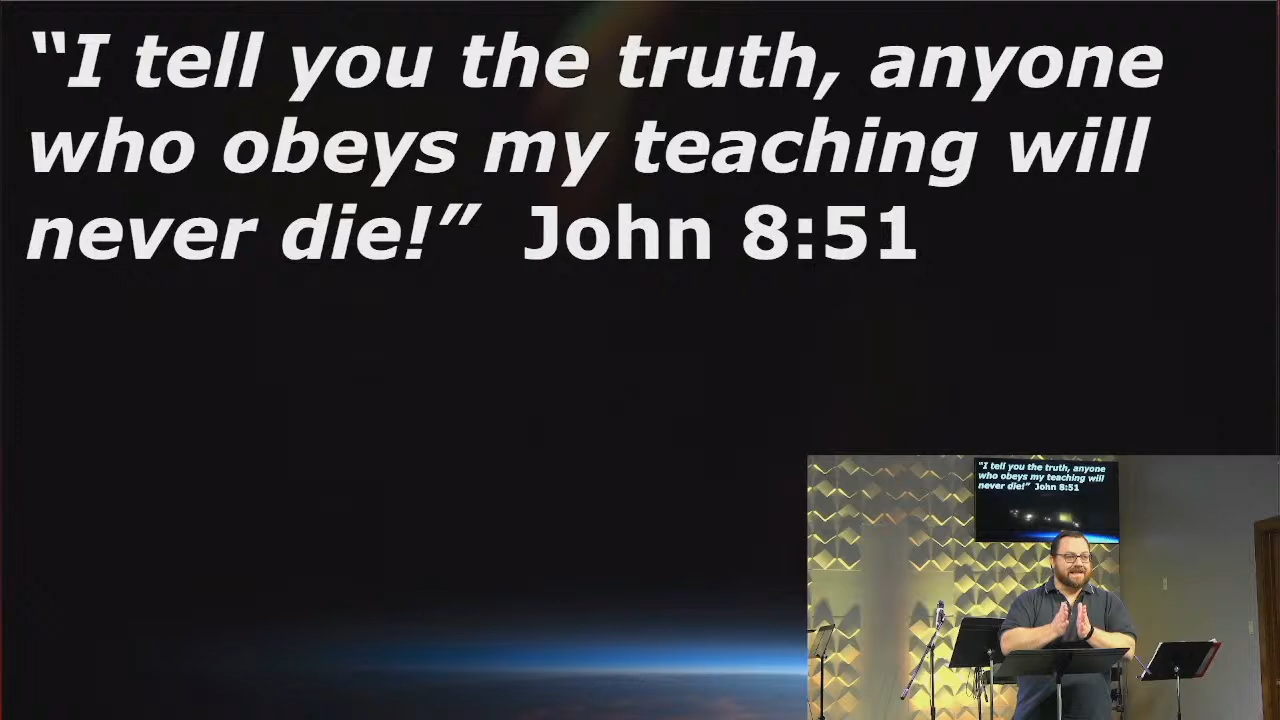 “I tell you the truth, anyone
who obeys my teaching will
never die!” John 8:51
“I tell you the truth, anyone
who obeys my teaching will
never die!” John 8:51